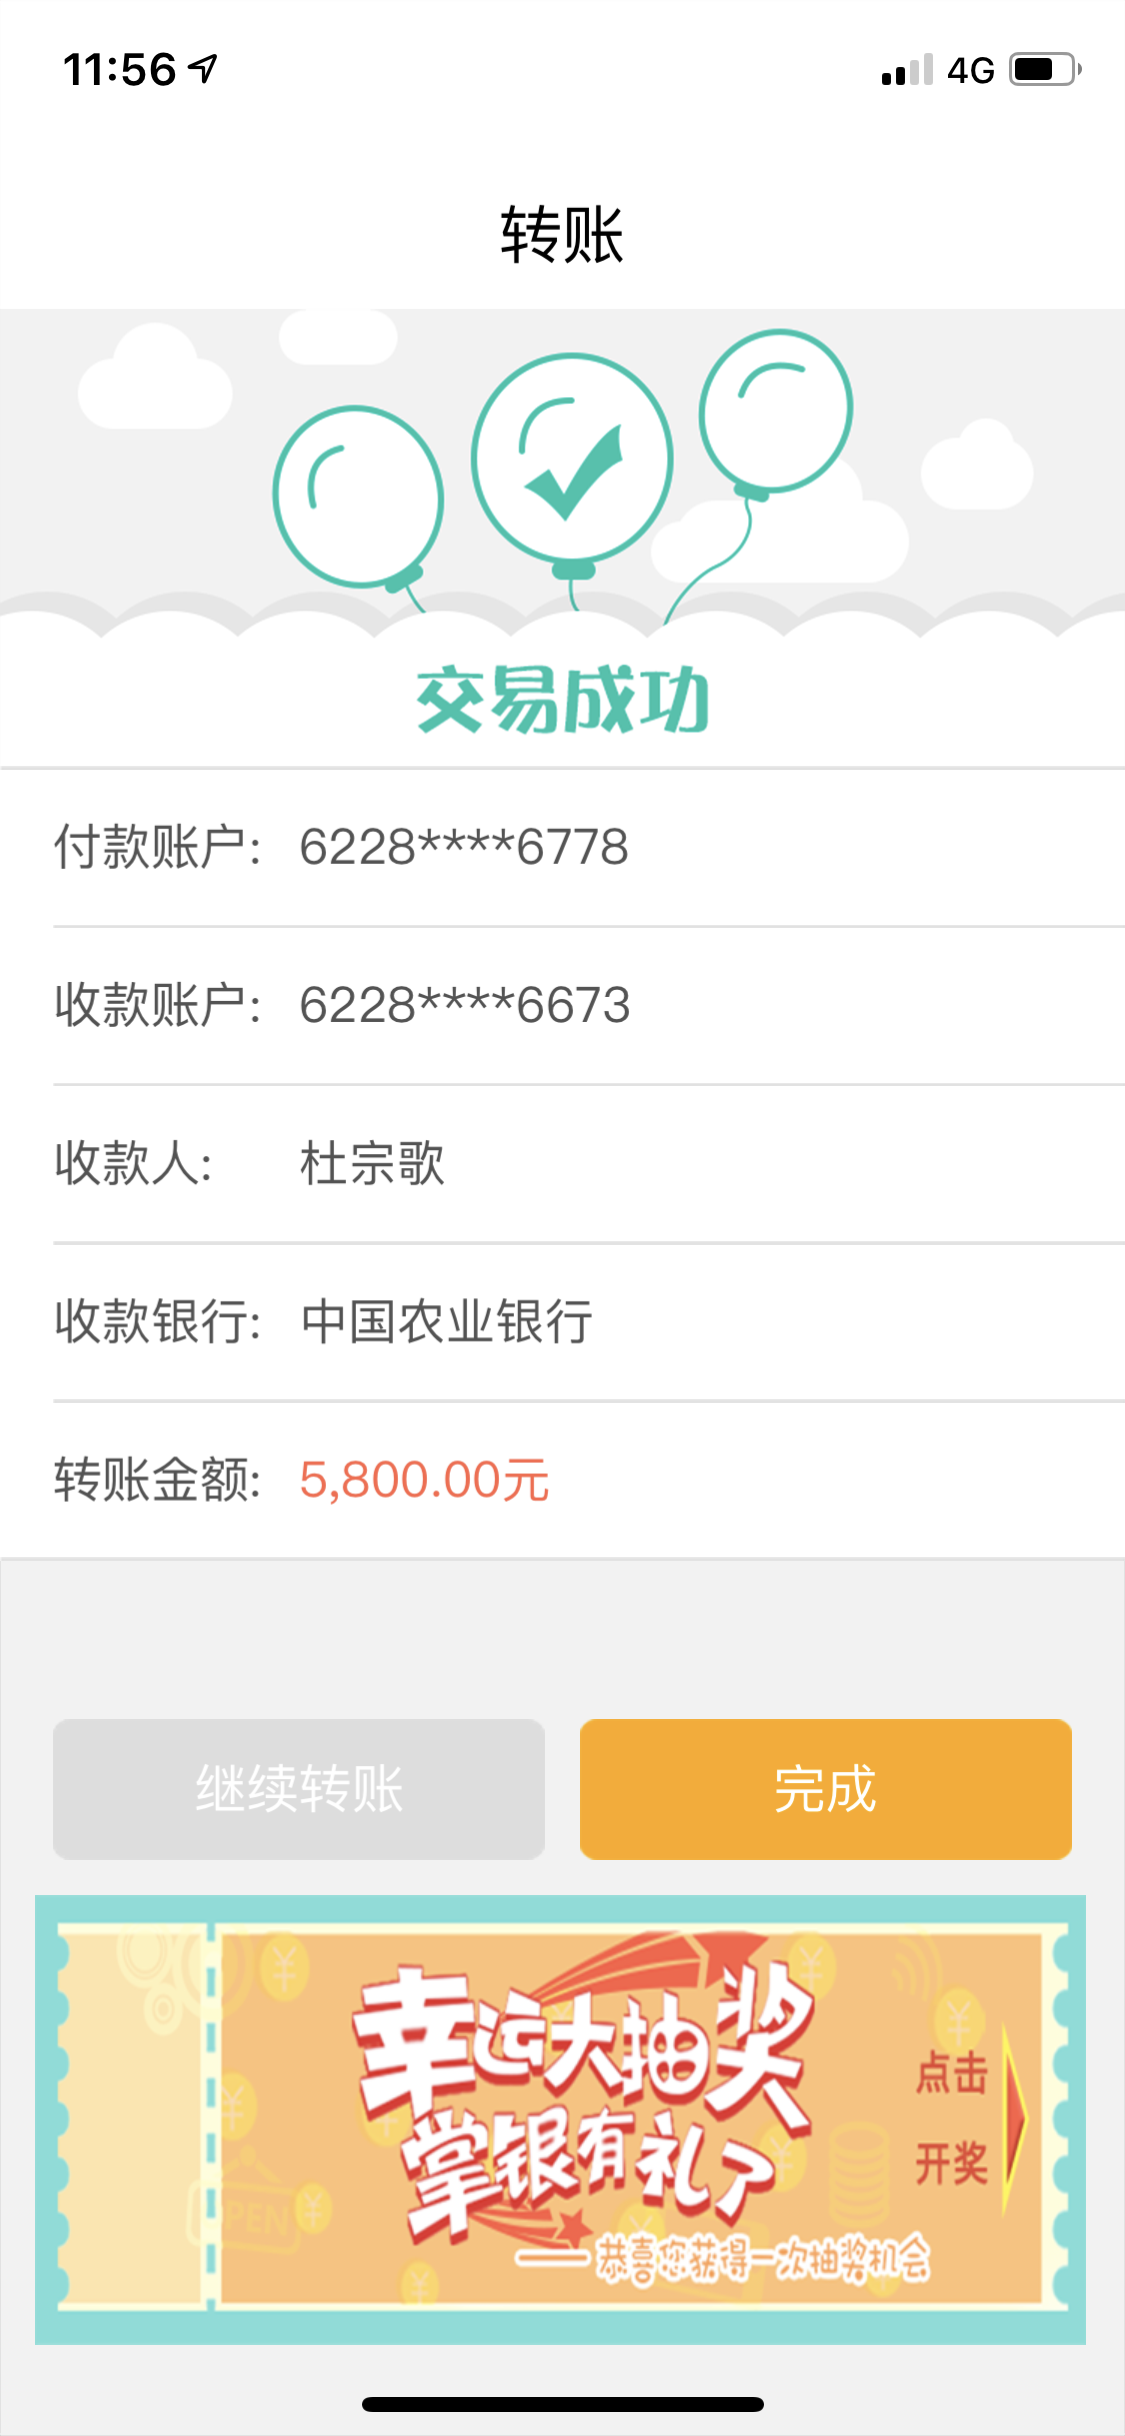 11:56
4G
转账
交易成功
付款账户: 6228****6778
收款账户: 6228****6673
收款人: 杜宗歌
收款银行: 中国农业银行
转账金额: 5,800.00元
继续转账
完成
幸运大抽奖
掌银有礼了
点击
开奖
OPEN
——恭喜您获得一次抽奖机会